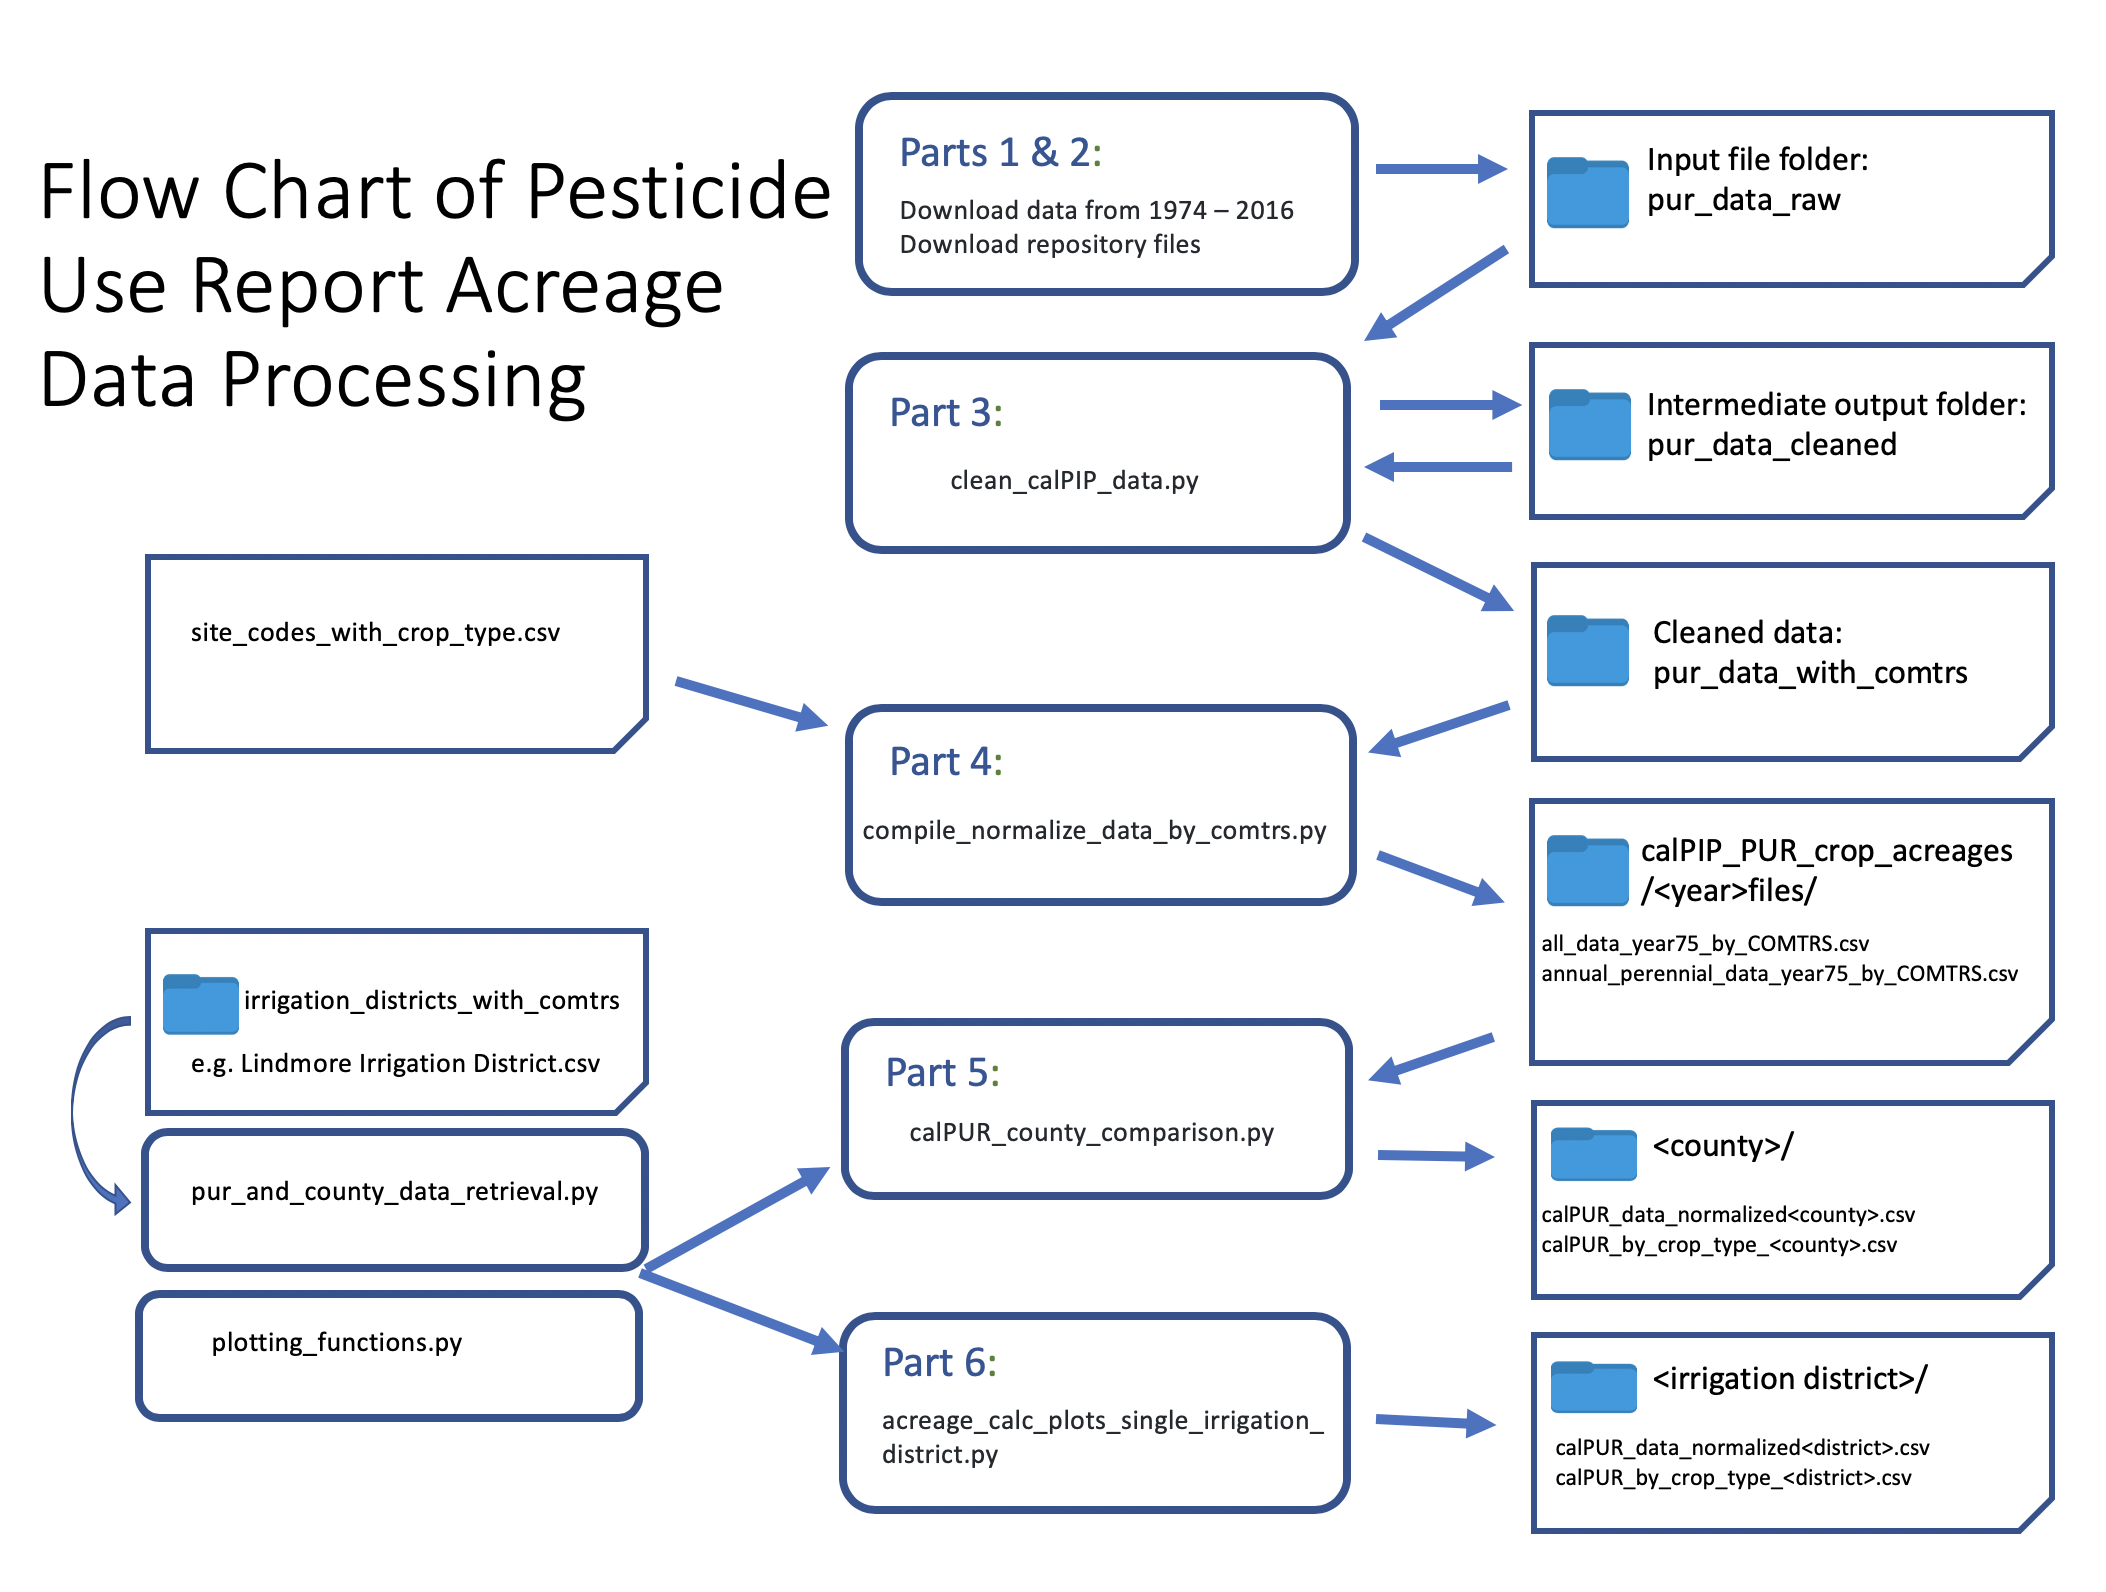 Flow Chart of Pesticide
Use Report Acreage
Data Processing
Parts 1 & 2:
Download data from 1974 – 2016
Download repository files
Input file folder:
pur_data_raw
Part 3:
clean_calPIP_data.py
Intermediate output folder:
pur_data_cleaned
site_codes_with_crop_type.csv
Cleaned data:
pur_data_with_comtrs
Part 4:
compile_normalize_data_by_comtrs.py
calPIP_PUR_crop_acreages
/<year>files/
all_data_year75_by_COMTRS.csv
annual_perennial_data_year75_by_COMTRS.csv
irrigation_districts_with_comtrs
e.g. Lindmore Irrigation District.csv
pur_and_county_data_retrieval.py
plotting_functions.py
Part 5:
calPUR_county_comparison.py
<county>/
calPUR_data_normalized<county>.csv
calPUR_by_crop_type_<county>.csv
Part 6:
acreage_calc_plots_single_irrigation_
district.py
<irrigation district>/
calPUR_data_normalized<district>.csv
calPUR_by_crop_type_<district>.csv